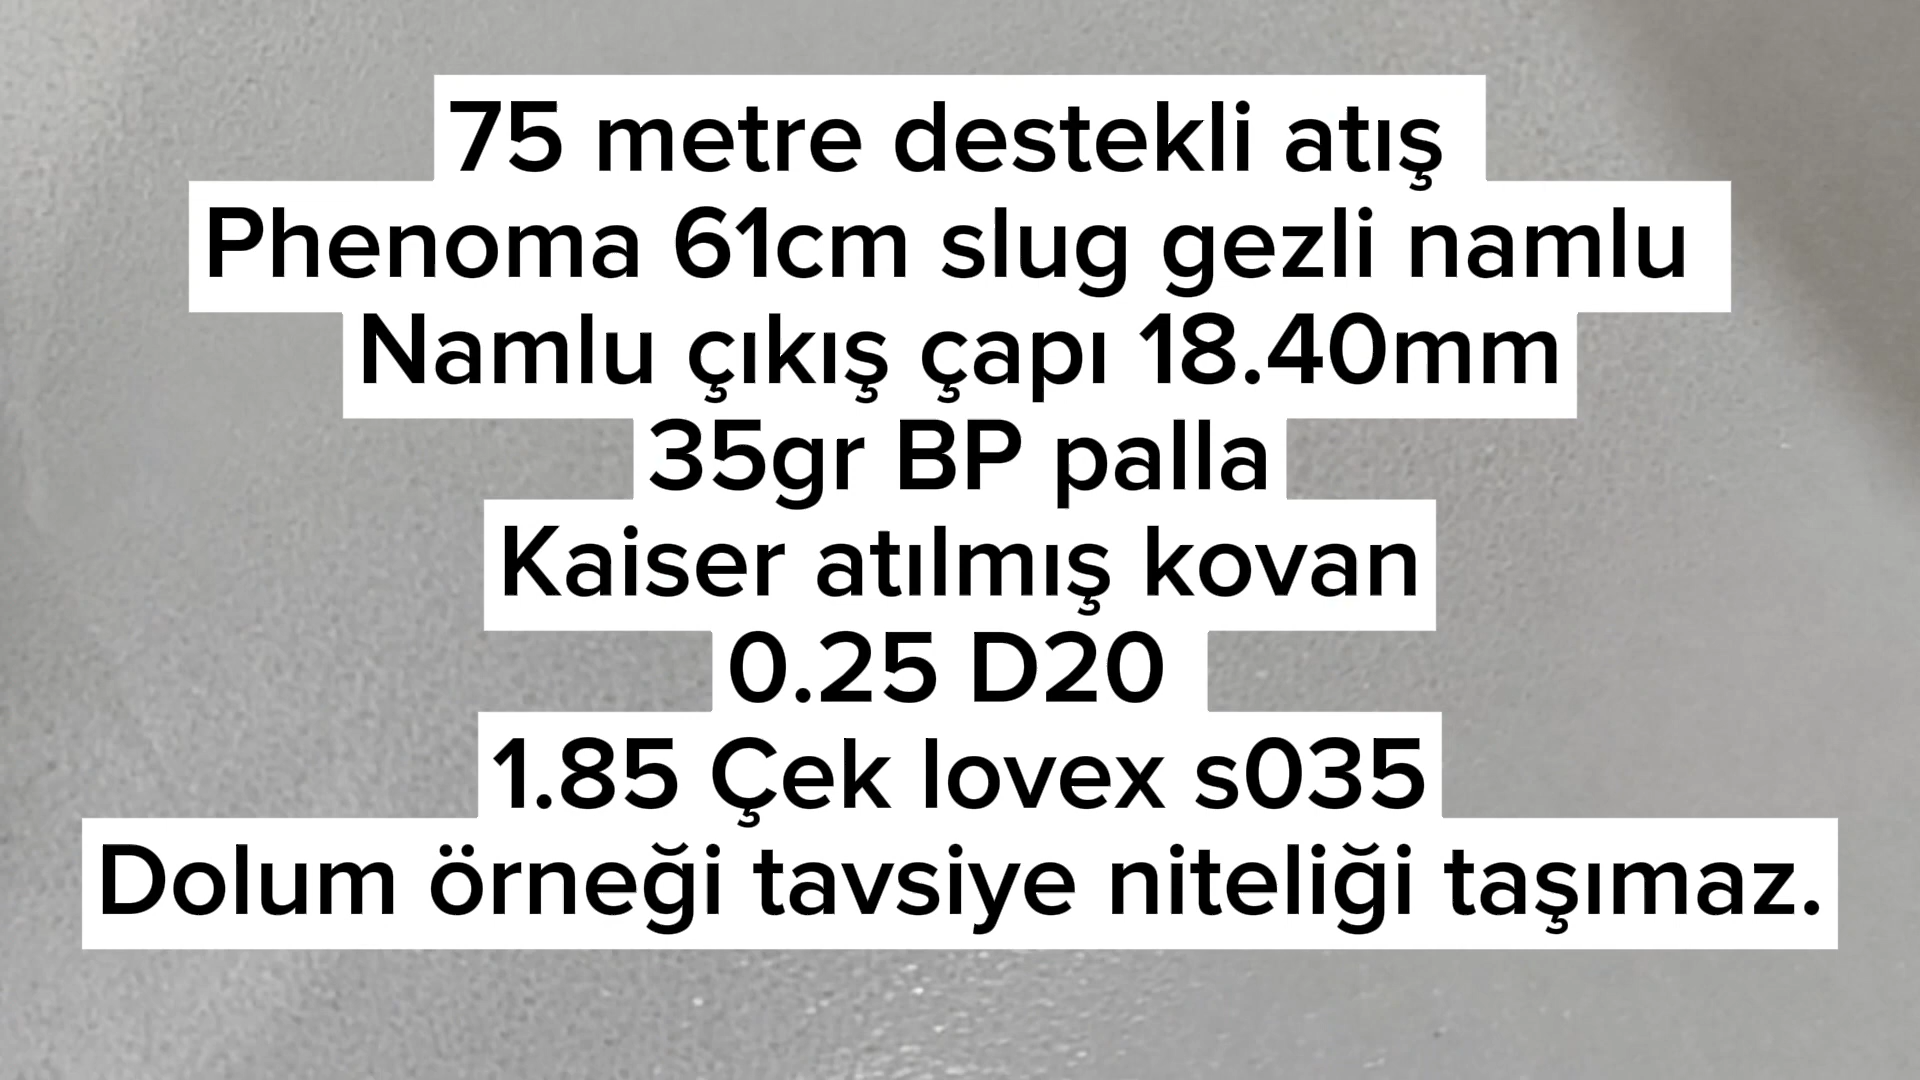 75 metre destekli atış
Phenoma 61cm slug gezli namlu
Namlu çıkış çapı 18.40mm
35gr BP palla
Kaiser atılmış kovan
0.25 D20
1.85 Çek lovex s035
Dolum örneği tavsiye niteliği taşımaz.